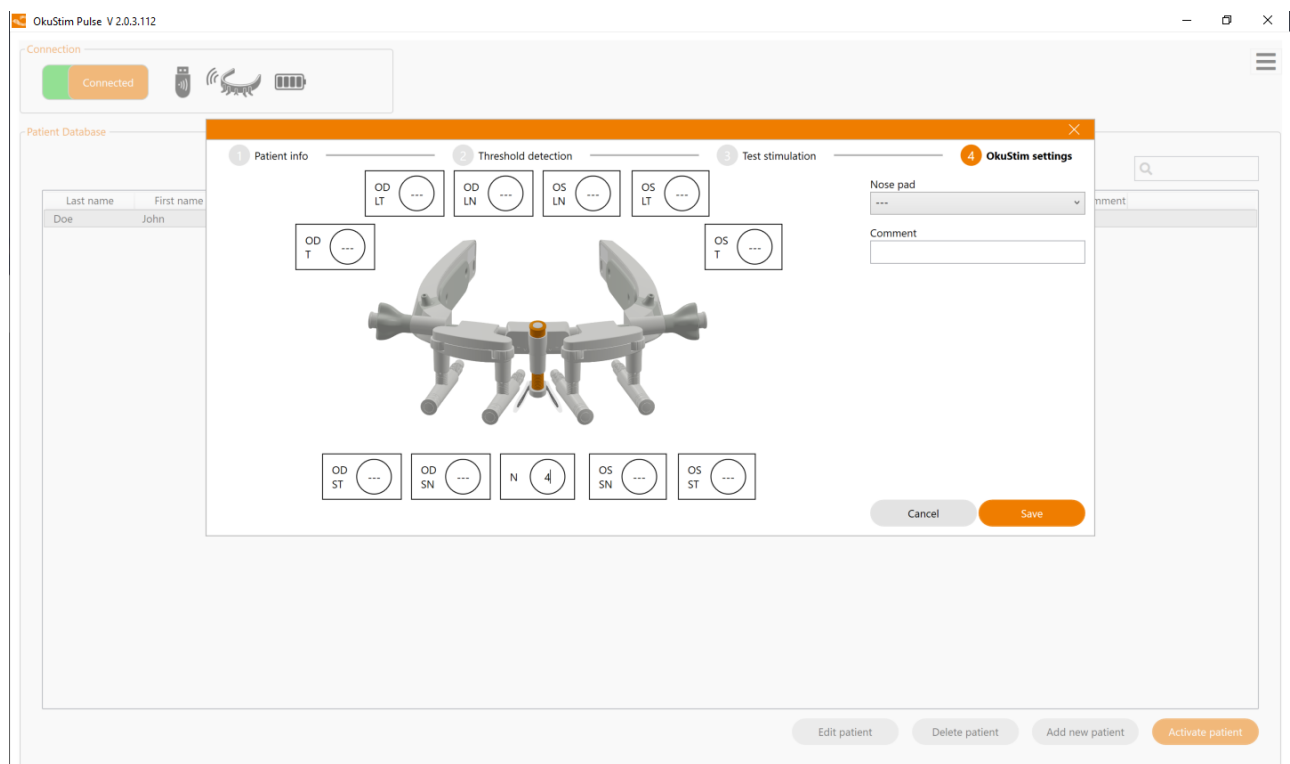 OkuStim Pulse V 2.0.3.112
Connection
Connected
Patient Database
1 Patient info 2 Threshold detection 3 Test stimulation 4 OkuStim settings
OD LT ---
OD LN ---
OS LN ---
OS LT ---
Nose pad
---
Last name First name mment
Doe John
Comment
OD T ---
OS T ---
OD ST ---
OD SN ---
N 4
OS SN ---
OS ST ---
Cancel Save
Edit patient Delete patient Add new patient Activate patient